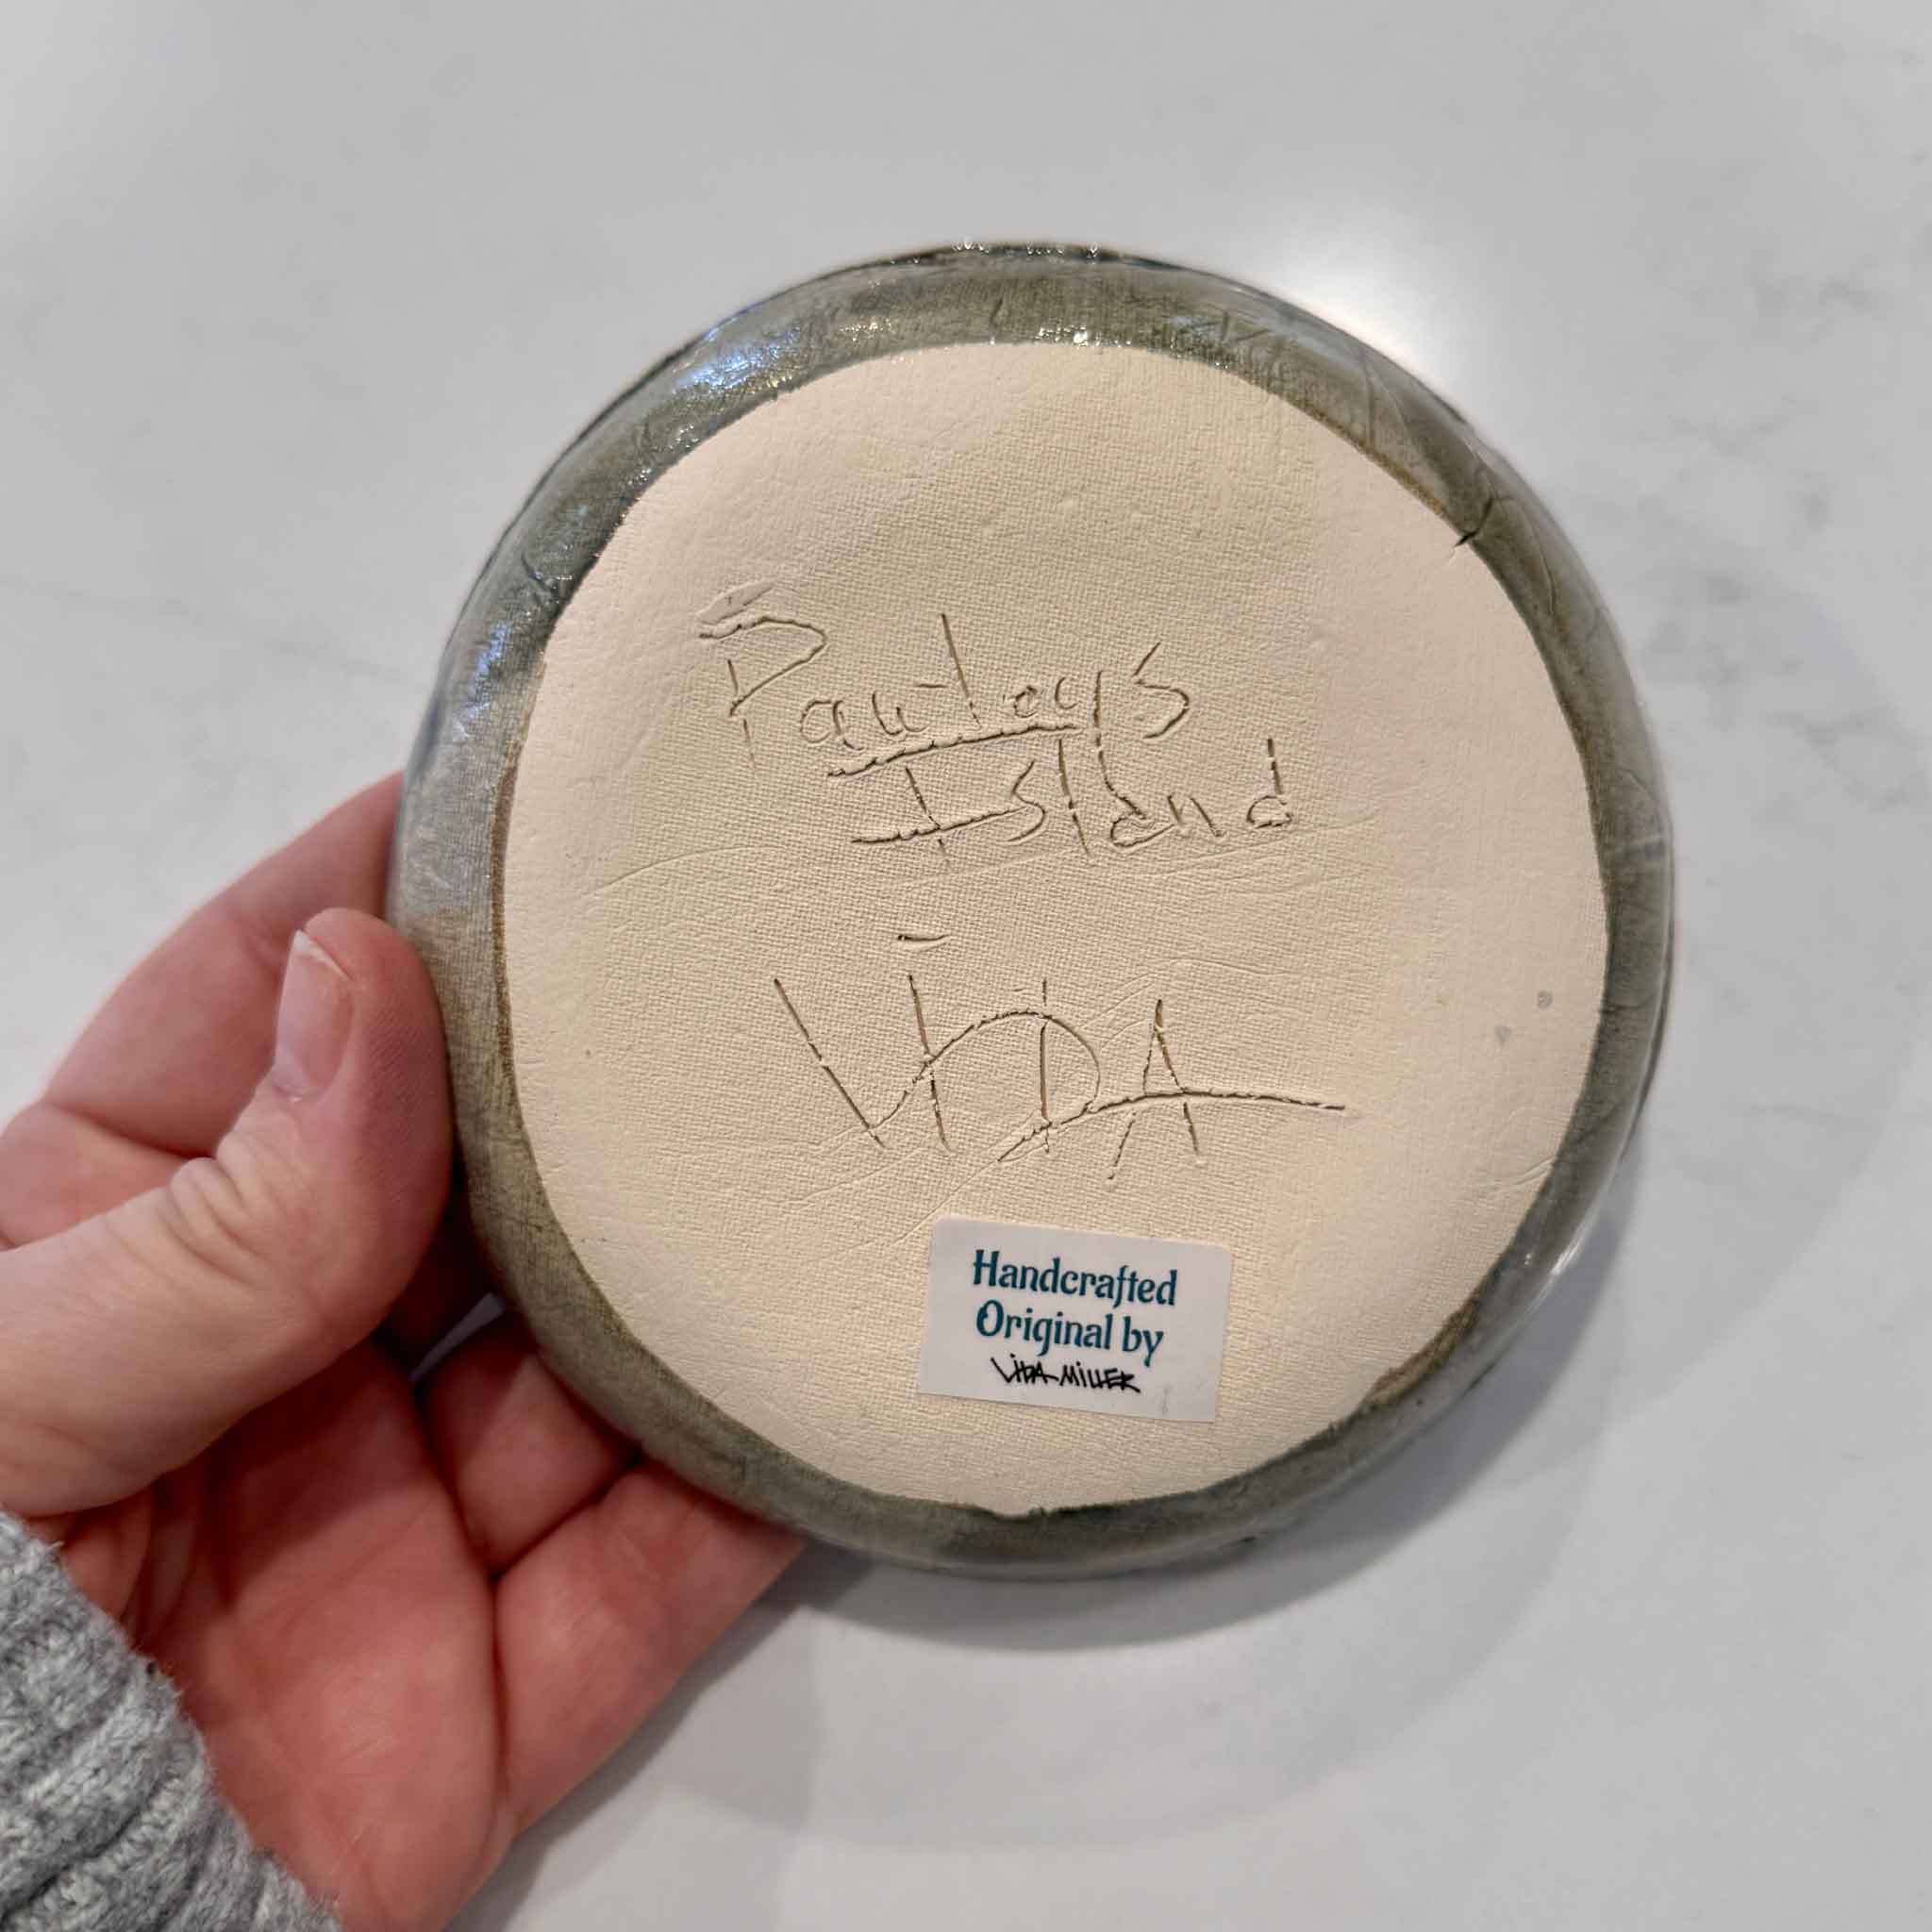 Pawleys
Island
VIDA
Handcrafted
Original by
ViDA MiLLER